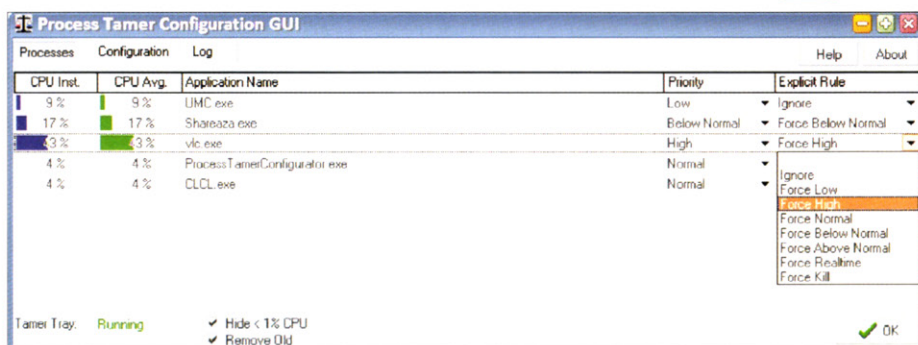 Process Tamer Configuration GUI
Processes Configuration Log Help About
CPU Inst. CPU Avg. Application Name Priority Explicit Rule
9 % 9 % UMC.exe Low Ignore
17 % 17 % Shareaza.exe Below Normal Force Below Normal
43 % 43 % vlc.exe High Force High
4 % 4 % ProcessTamerConfigurator.exe Normal
4 % 4 % CLCL.exe Normal
Ignore
Force Low
Force High
Force Normal
Force Below Normal
Force Above Normal
Force Realtime
Force Kill
Tamer Tray: Running Hide < 1% CPU
Remove Old
OK